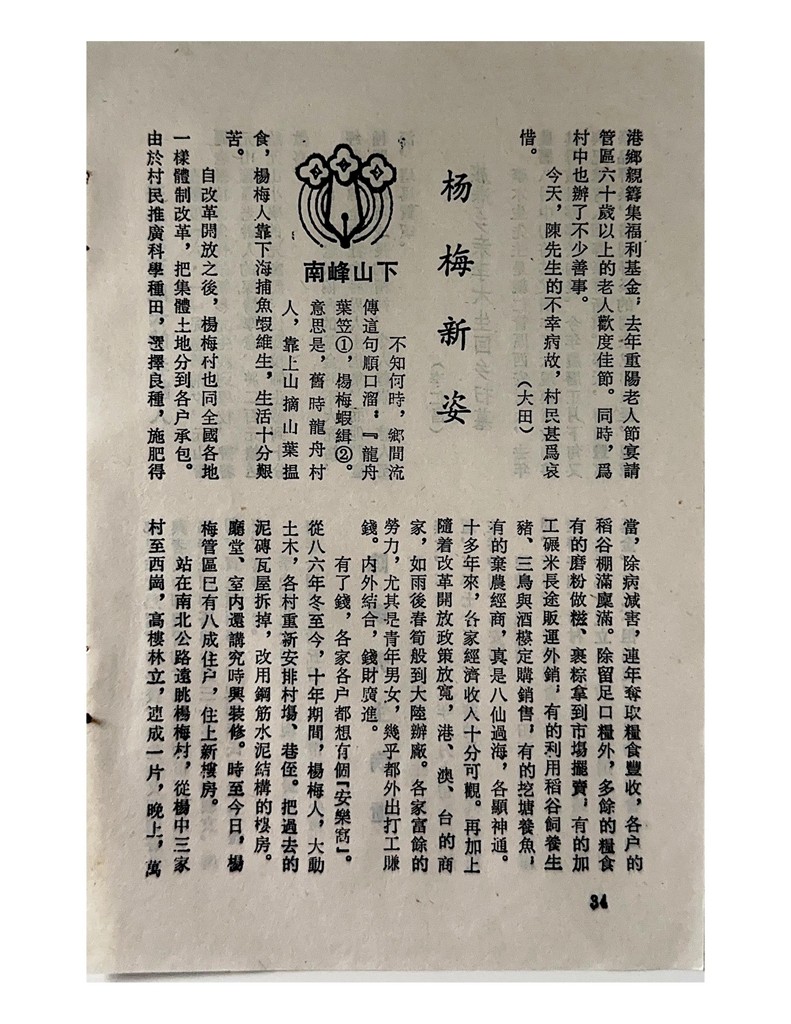 港鄉親籌集福利基金；去年重陽老人節宴請
管區六十歲以上的老人歡度佳節。同時，爲
村中也辦了不少善事。
今天，陳先生的不幸病故，村民甚爲哀
惜。
（大田）
杨梅新姿
南峰山下
不知何時，鄉間流
傳這句順口溜：『龍舟
葉笠①，楊梅蝦緝②。
意思是，舊時龍舟村
人，靠上山摘山葉揾
食，楊梅人靠下海捕魚蝦維生，生活十分艱
苦。
自改革開放之後，楊梅村也同全國各地
一樣體制改革，把集體土地分到各户承包。
由於村民推廣科學種田，選擇良種，施肥得
當，除病減害，連年奪取糧食豐收，各户的
稻谷棚滿廩滿。除留足口糧外，多餘的糧食
有的磨粉做糍、裹粽拿到市場擺賣，有的加
工碾米長途販運外銷，有的利用稻谷飼養生
豬、三鳥與酒樓定購銷售，有的挖塘養魚，
有的棄農經商，真是八仙過海，各顯神通。
十多年來，各家經濟收入十分可觀。再加上
隨着改革開放政策放寬，港、澳、台的商
家，如雨後春筍般到大陸辦廠。各家富餘的
勞力，尤其是青年男女，幾乎都外出打工賺
錢。内外結合，錢財廣進。
有了錢，各家各户都想有個『安樂窩』。
從八六年冬至今，十年期間，楊梅人，大動
土木，各村重新安排村場、巷侄。把過去的
泥磚瓦屋拆掉，改用鋼筋水泥結構的樓房。
廳堂、室内還講究時興裝修。時至今日，楊
梅管區已有八成住户，住上新樓房。
站在南北公路遠眺楊梅村，從楊中三家
村至西崗，高樓林立，連成一片，晚上，萬
34